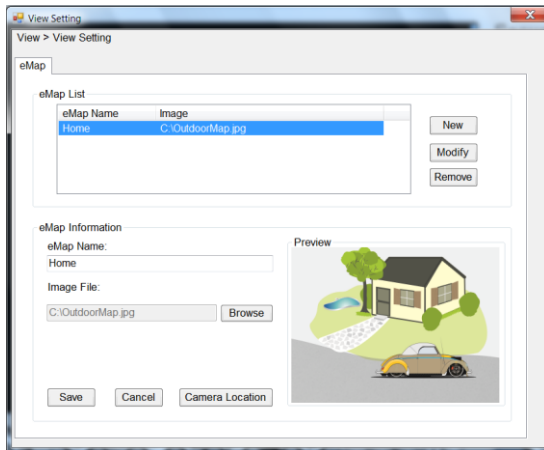 View Setting
View > View Setting
eMap
eMap List
eMap Name Image
Home C:\OutdoorMap.jpg
New
Modify
Remove
eMap Information
eMap Name:
Home
Image File:
C:\OutdoorMap.jpg Browse
Preview
Save Cancel Camera Location